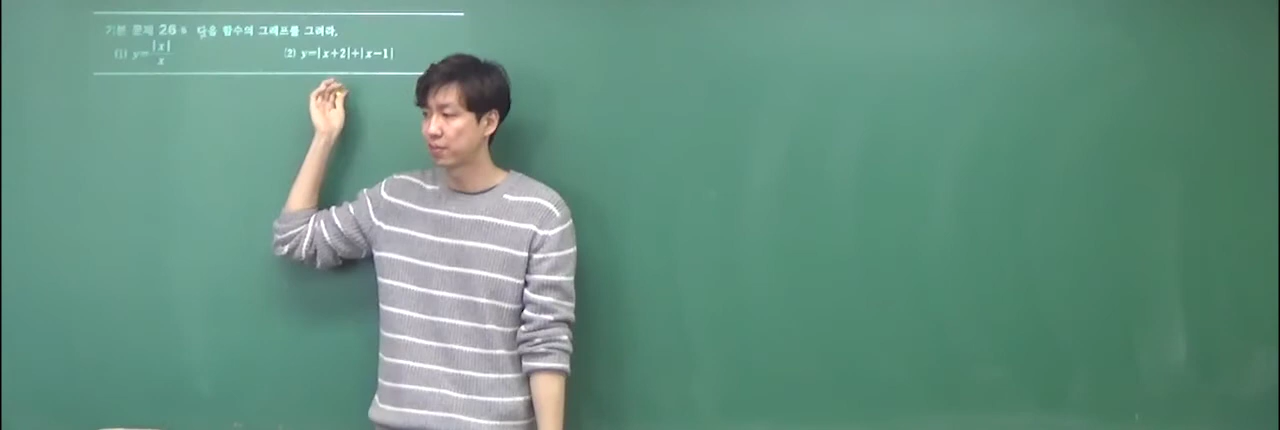 기본 문제 26 8 다음 함수의 그래프를 그려라.
(1) y=|x|/x (2) y=|x+2|+|x-1|